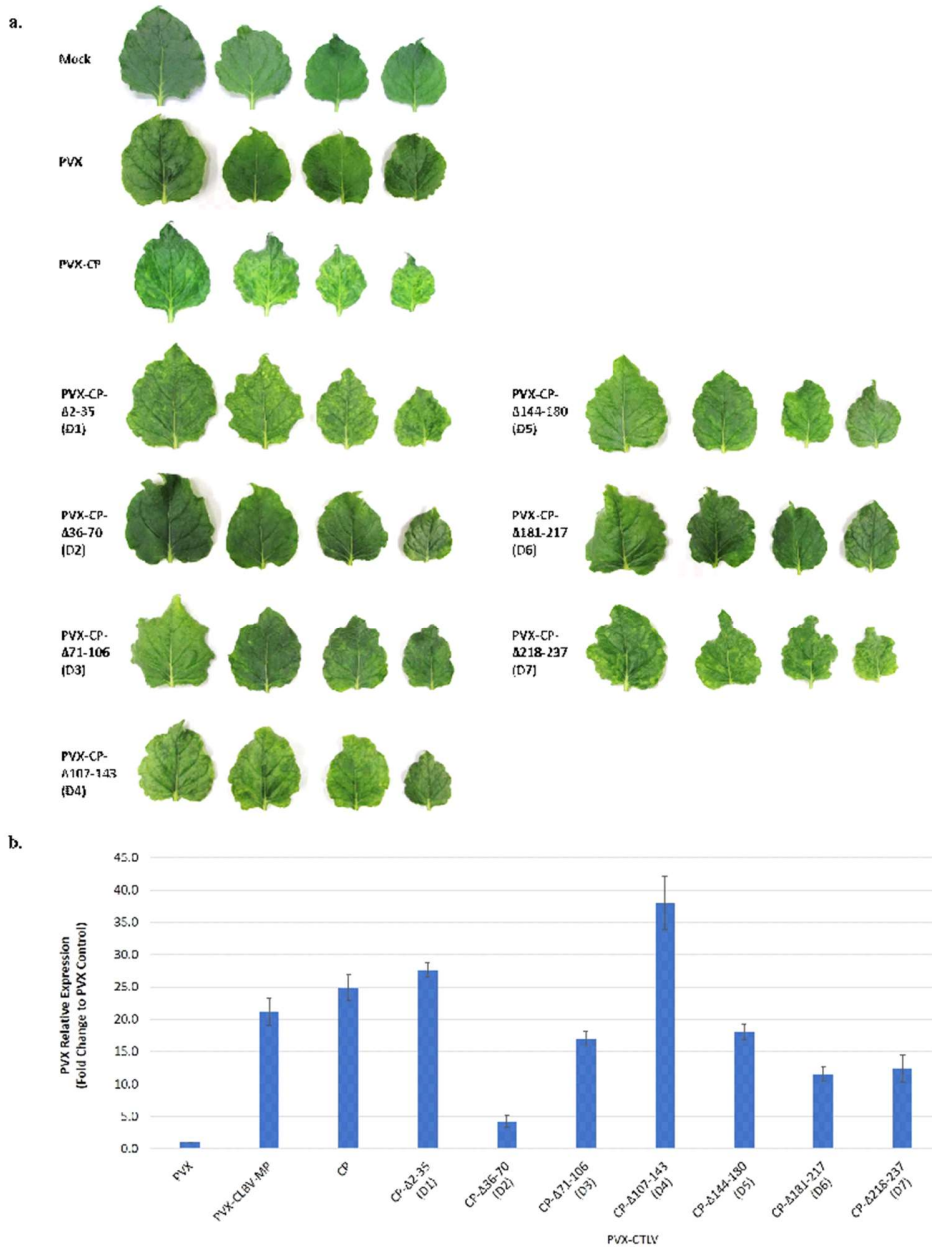 a.
Mock
PVX
PVX-CP
PVX-CP-
Δ2-35
(D1)
PVX-CP-
Δ36-70
(D2)
PVX-CP-
Δ71-106
(D3)
PVX-CP-
Δ107-143
(D4)
PVX-CP-
Δ144-180
(D5)
PVX-CP-
Δ181-217
(D6)
PVX-CP-
Δ218-237
(D7)
b.
PVX Relative Expression
(Fold Change to PVX Control)
45.0
40.0
35.0
30.0
25.0
20.0
15.0
10.0
5.0
0.0
PVX
PVX-CLBV-MP
CP
CP-Δ2-35
(D1)
CP-Δ36-70
(D2)
CP-Δ71-106
(D3)
CP-Δ107-143
(D4)
CP-Δ144-180
(D5)
CP-Δ181-217
(D6)
CP-Δ218-237
(D7)
PVX-CTLV